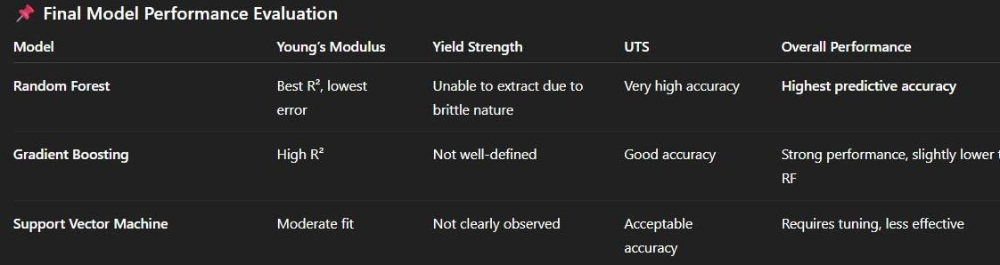 📌 Final Model Performance Evaluation
Model Young's Modulus Yield Strength UTS Overall Performance
Random Forest Best R², lowest error Unable to extract due to brittle nature Very high accuracy Highest predictive accuracy
Gradient Boosting High R² Not well-defined Good accuracy Strong performance, slightly lower RF
Support Vector Machine Moderate fit Not clearly observed Acceptable accuracy Requires tuning, less effective